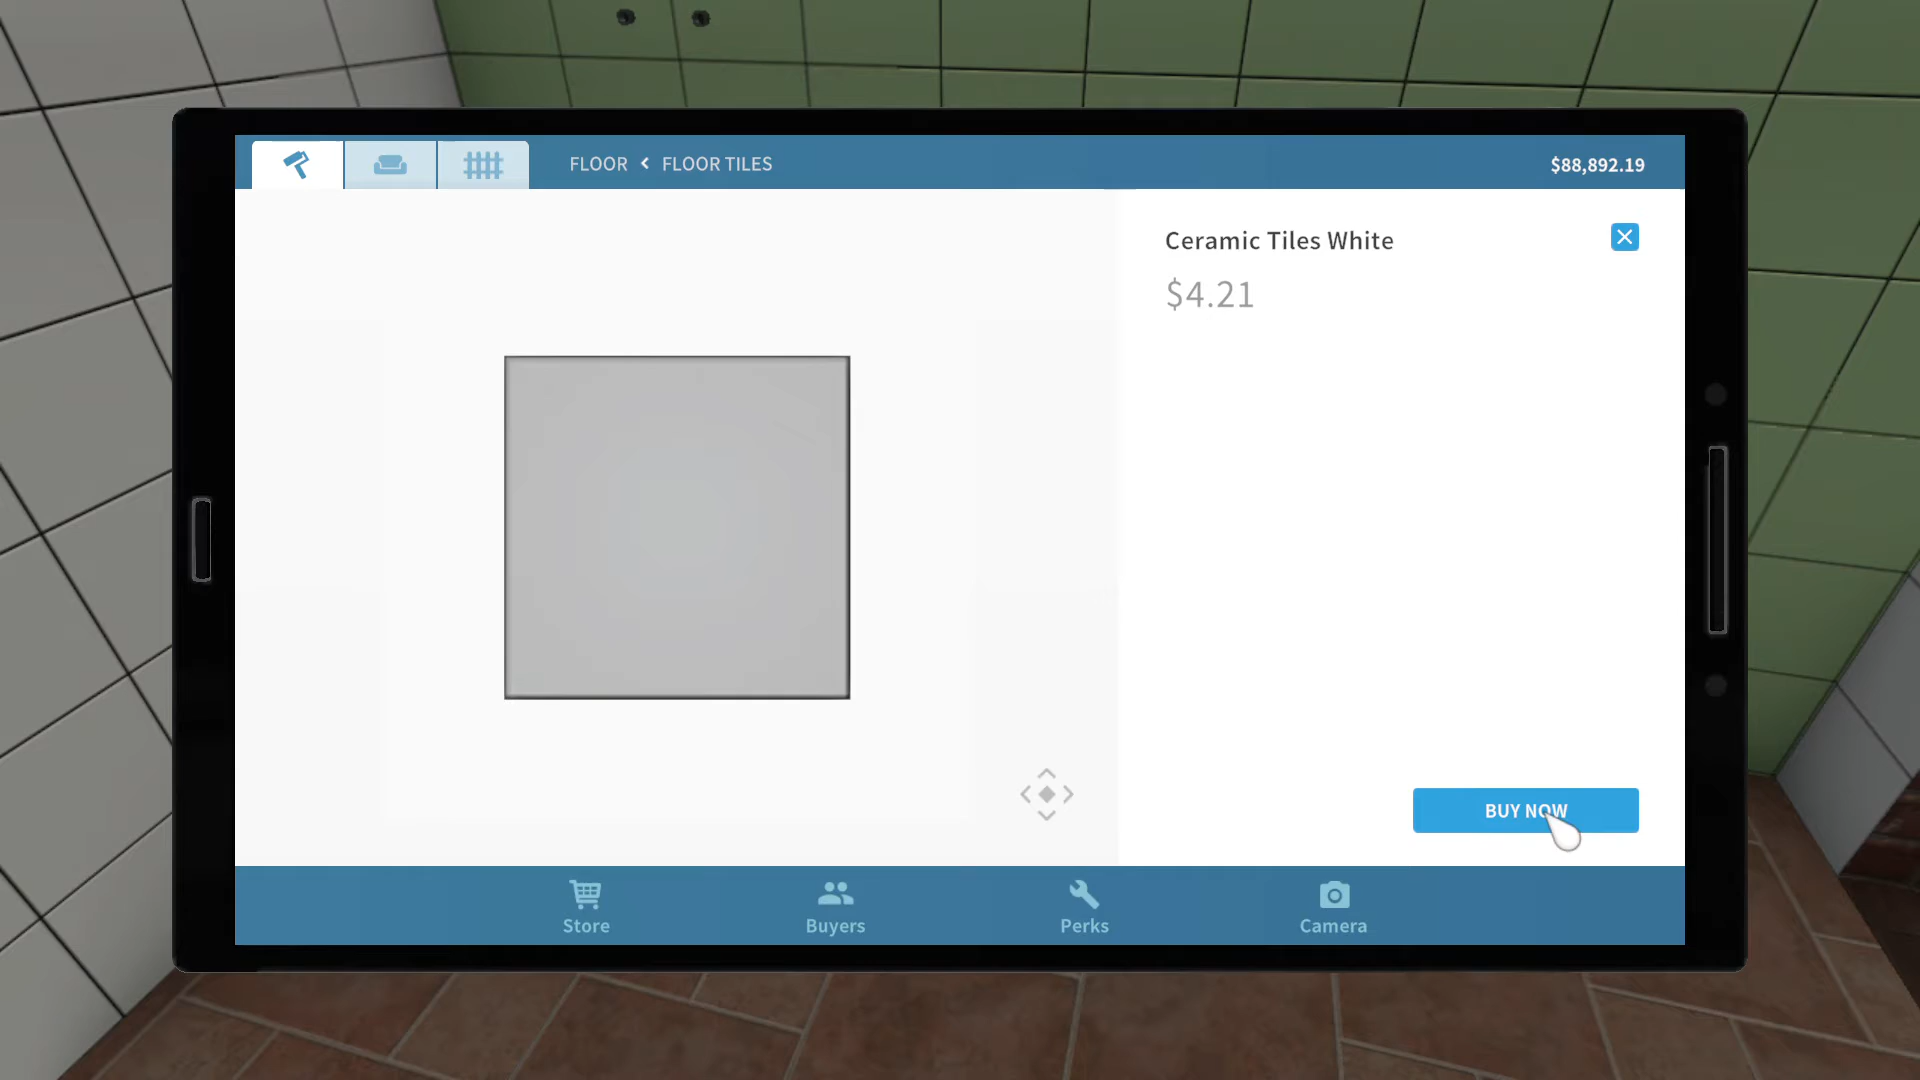 FLOOR < FLOOR TILES
$88,892.19
Ceramic Tiles White
$4.21
BUY NOW
Store
Buyers
Perks
Camera